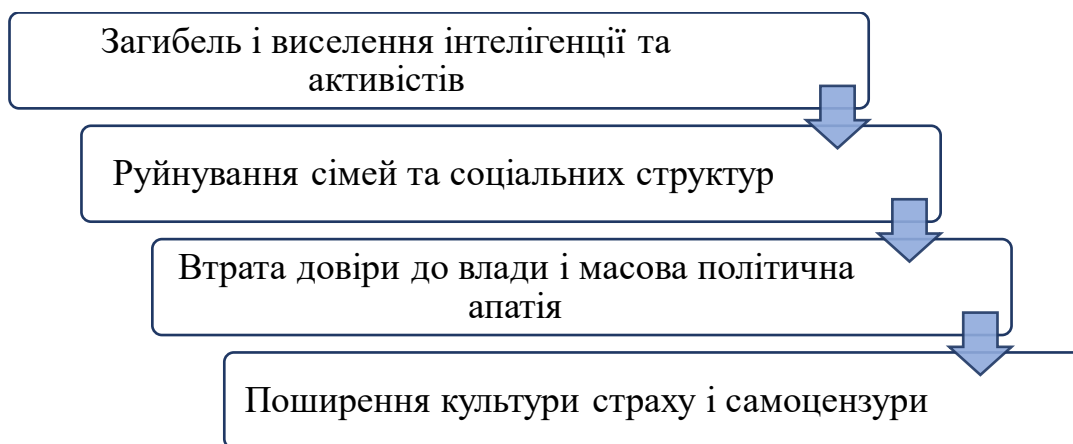 Загибель і виселення інтелігенції та
активістів
Руйнування сімей та соціальних структур
Втрата довіри до влади і масова політична
апатія
Поширення культури страху і самоцензури